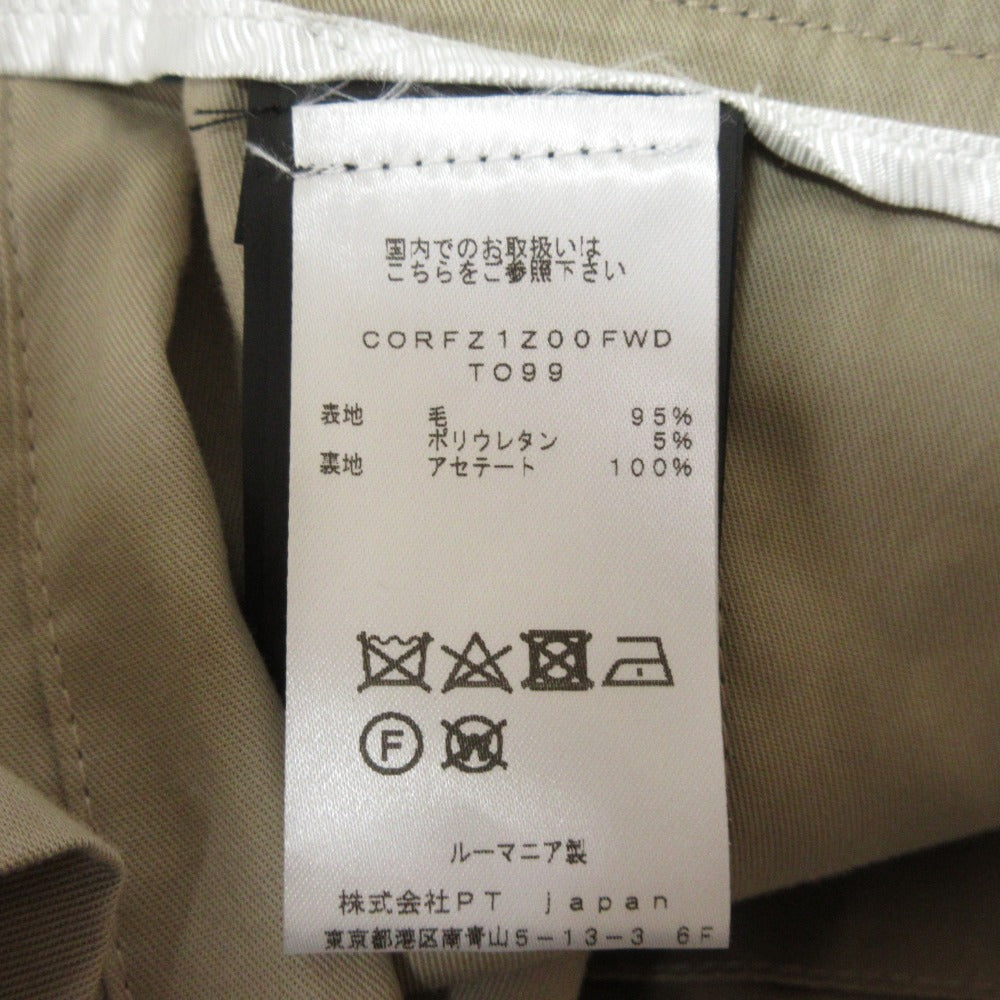 国内でのお取扱いは
こちらをご参照下さい
CORFZ1Z00FWD
TO99
表地 毛 95%
ポリウレタン 5%
裏地 アセテート 100%
F W
ルーマニア製
株式会社PT japan
東京都港区南青山5-13-3 6F